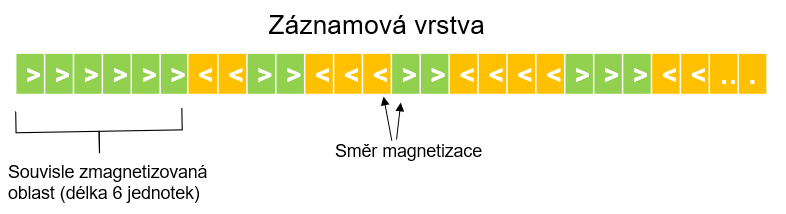 Záznamová vrstva
> > > > > > < < > > < < < > > < < < < > > > < < .. .
Směr magnetizace
Souvisle zmagnetizovaná
oblast (délka 6 jednotek)